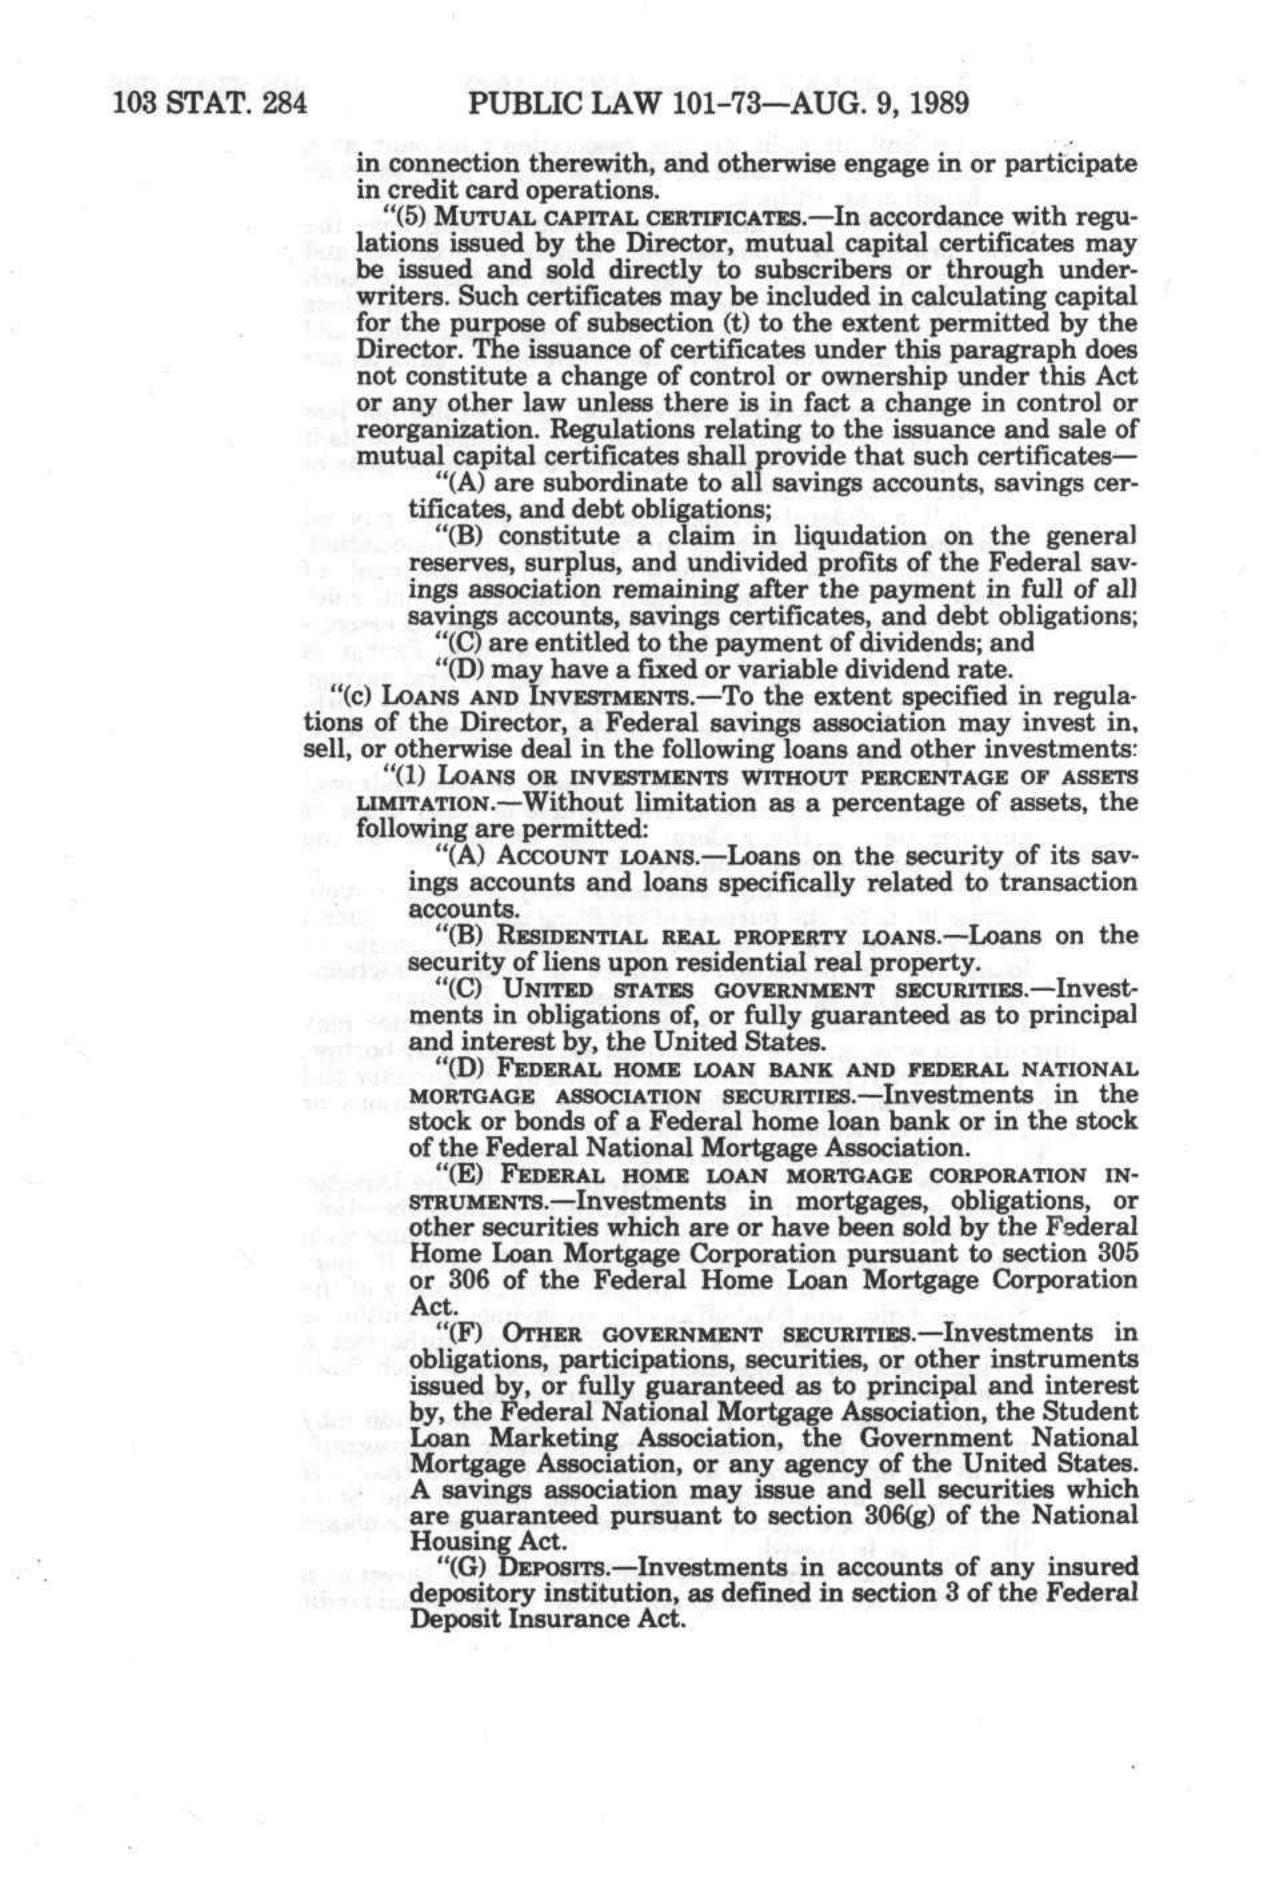 103 STAT. 284 PUBLIC LAW 101–73—AUG. 9, 1989
in connection therewith, and otherwise engage in or participate
in credit card operations.
“(5) MUTUAL CAPITAL CERTIFICATES.—In accordance with regu-
lations issued by the Director, mutual capital certificates may
be issued and sold directly to subscribers or through under-
writers. Such certificates may be included in calculating capital
for the purpose of subsection (t) to the extent permitted by the
Director. The issuance of certificates under this paragraph does
not constitute a change of control or ownership under this Act
or any other law unless there is in fact a change in control or
reorganization. Regulations relating to the issuance and sale of
mutual capital certificates shall provide that such certificates—
“(A) are subordinate to all savings accounts, savings cer-
tificates, and debt obligations;
“(B) constitute a claim in liquidation on the general
reserves, surplus, and undivided profits of the Federal sav-
ings association remaining after the payment in full of all
savings accounts, savings certificates, and debt obligations;
“(C) are entitled to the payment of dividends; and
“(D) may have a fixed or variable dividend rate.
“(c) LOANS AND INVESTMENTS.—To the extent specified in regula-
tions of the Director, a Federal savings association may invest in,
sell, or otherwise deal in the following loans and other investments:
“(1) LOANS OR INVESTMENTS WITHOUT PERCENTAGE OF ASSETS
LIMITATION.—Without limitation as a percentage of assets, the
following are permitted:
“(A) ACCOUNT LOANS.—Loans on the security of its sav-
ings accounts and loans specifically related to transaction
accounts.
“(B) RESIDENTIAL REAL PROPERTY LOANS.—Loans on the
security of liens upon residential real property.
“(C) UNITED STATES GOVERNMENT SECURITIES.—Invest-
ments in obligations of, or fully guaranteed as to principal
and interest by, the United States.
“(D) FEDERAL HOME LOAN BANK AND FEDERAL NATIONAL
MORTGAGE ASSOCIATION SECURITIES.—Investments in the
stock or bonds of a Federal home loan bank or in the stock
of the Federal National Mortgage Association.
“(E) FEDERAL HOME LOAN MORTGAGE CORPORATION IN-
STRUMENTS.—Investments in mortgages, obligations, or
other securities which are or have been sold by the Federal
Home Loan Mortgage Corporation pursuant to section 305
or 306 of the Federal Home Loan Mortgage Corporation
Act.
“(F) OTHER GOVERNMENT SECURITIES.—Investments in
obligations, participations, securities, or other instruments
issued by, or fully guaranteed as to principal and interest
by, the Federal National Mortgage Association, the Student
Loan Marketing Association, the Government National
Mortgage Association, or any agency of the United States.
A savings association may issue and sell securities which
are guaranteed pursuant to section 306(g) of the National
Housing Act.
“(G) DEPOSITS.—Investments in accounts of any insured
depository institution, as defined in section 3 of the Federal
Deposit Insurance Act.